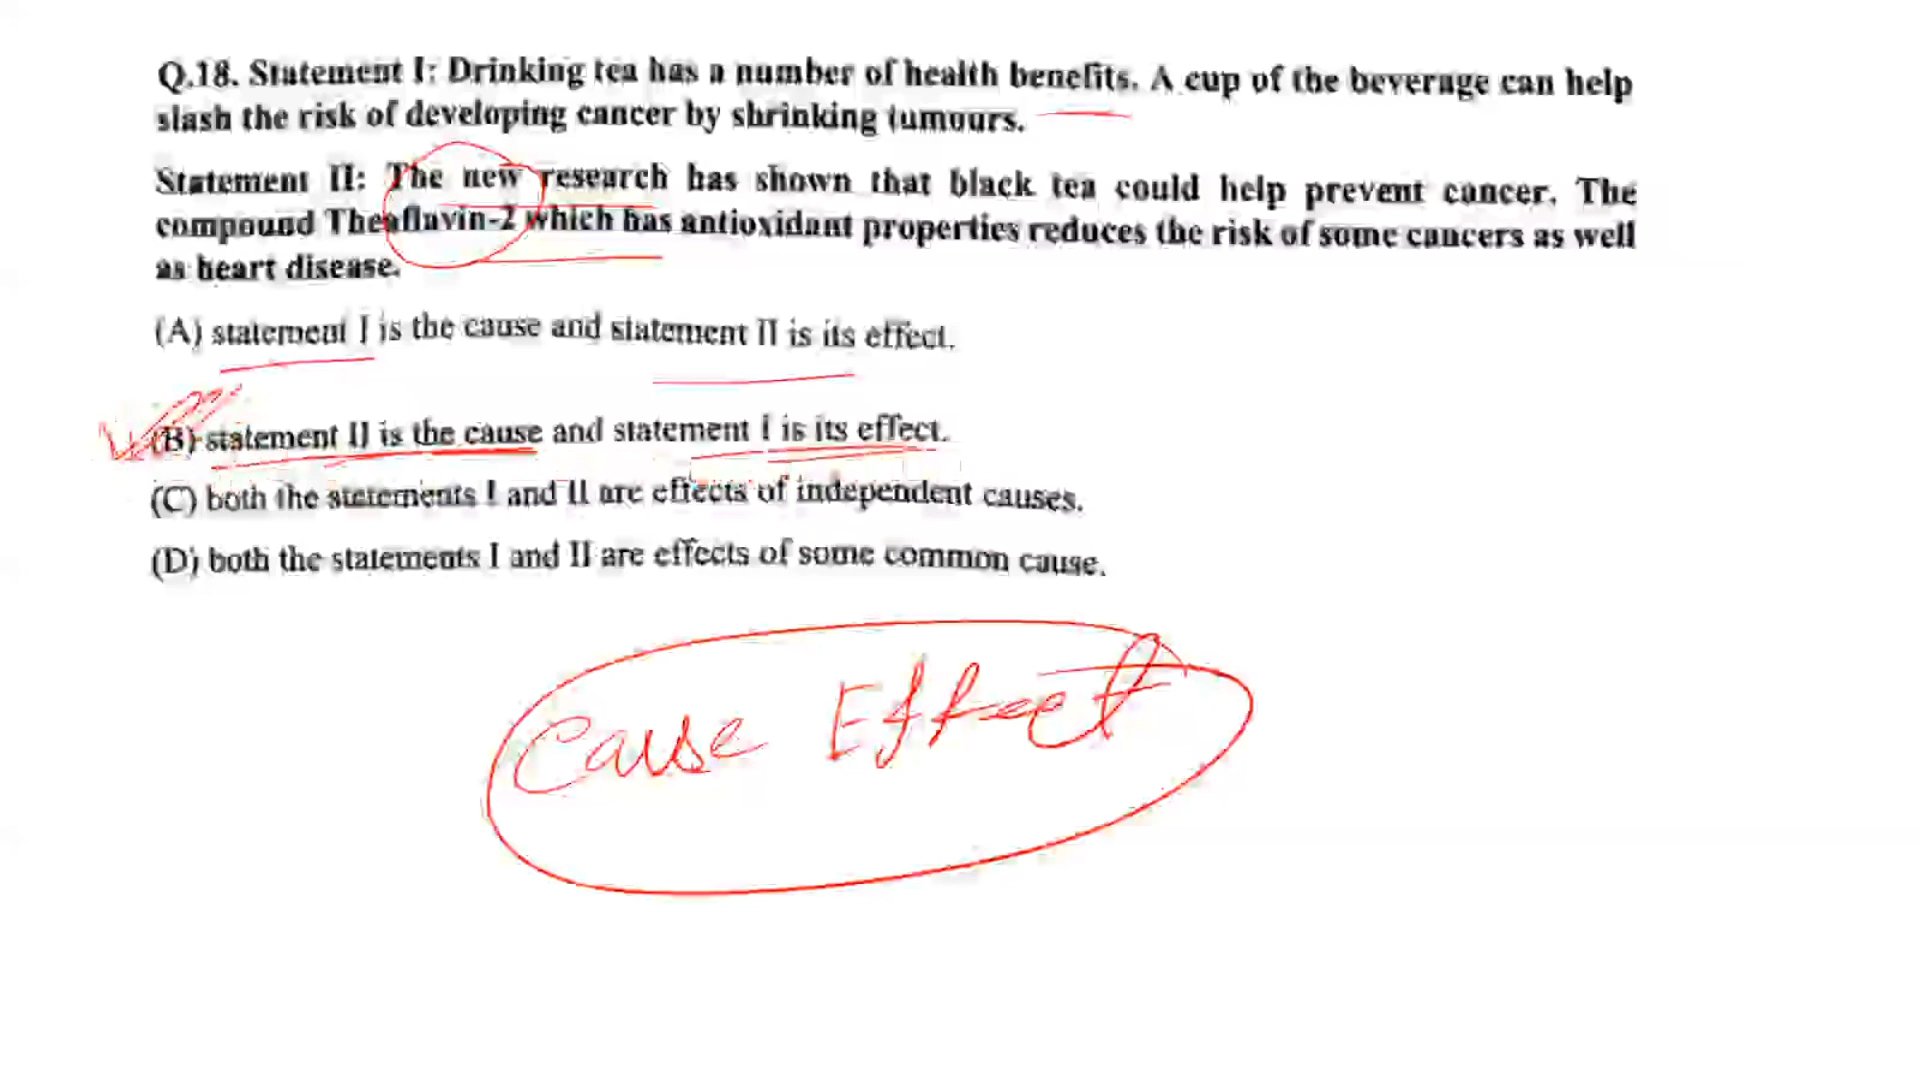 Q.18. Statement I: Drinking tea has a number of health benefits. A cup of the beverage can help
slash the risk of developing cancer by shrinking tumours.
Statement II: The new research has shown that black tea could help prevent cancer. The
compound Theaflavin-2 which has antioxidant properties reduces the risk of some cancers as well
as heart disease.
(A) statement I is the cause and statement II is its effect.
(B) statement II is the cause and statement I is its effect.
(C) both the statements I and II are effects of independent causes.
(D) both the statements I and II are effects of some common cause.
Cause Effect